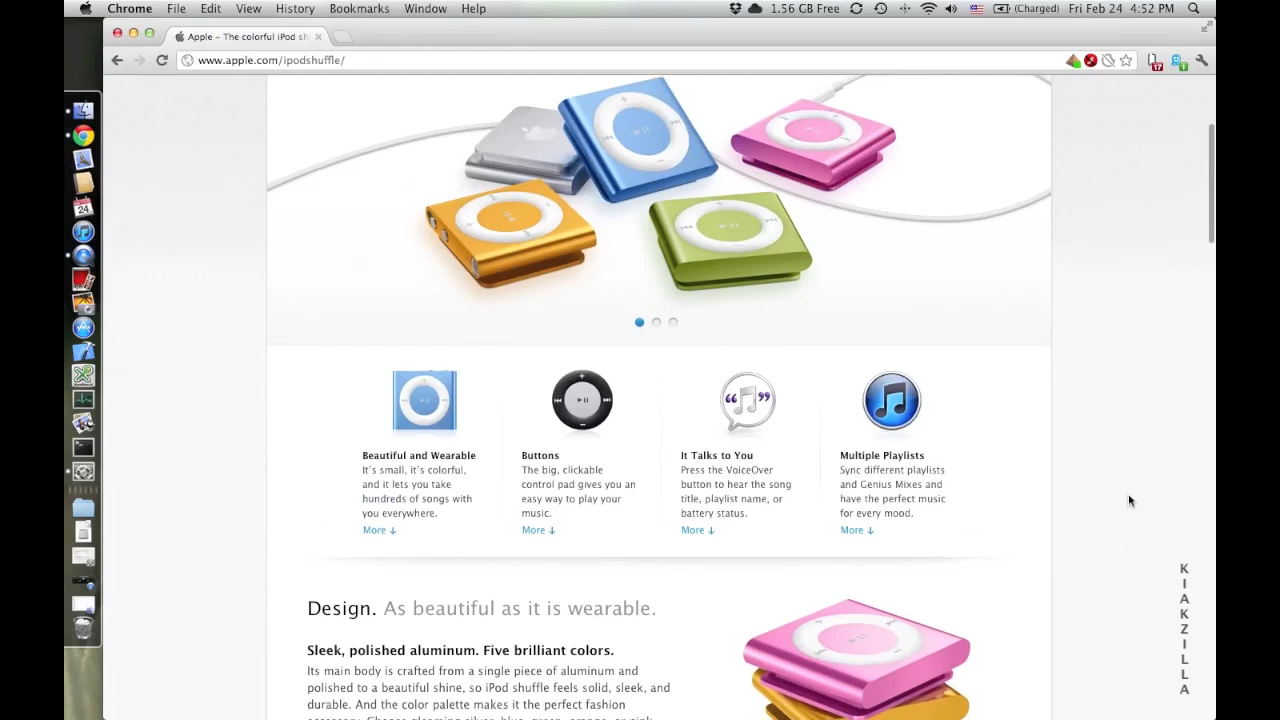 Chrome File Edit View History Bookmarks Window Help 1.56 GB Free (Charged) Fri Feb 24 4:52 PM
Apple – The colorful iPod sh
www.apple.com/ipodshuffle/
17
1
24
Beautiful and Wearable
It's small, it's colorful,
and it lets you take
hundreds of songs with
you everywhere.
More ↓
Buttons
The big, clickable
control pad gives you an
easy way to play your
music.
More ↓
It Talks to You
Press the VoiceOver
button to hear the song
title, playlist name, or
battery status.
More ↓
Multiple Playlists
Sync different playlists
and Genius Mixes and
have the perfect music
for every mood.
More ↓
Design. As beautiful as it is wearable.
Sleek, polished aluminum. Five brilliant colors.
Its main body is crafted from a single piece of aluminum and
polished to a beautiful shine, so iPod shuffle feels solid, sleek, and
durable. And the color palette makes it the perfect fashion
KIAKZILLA